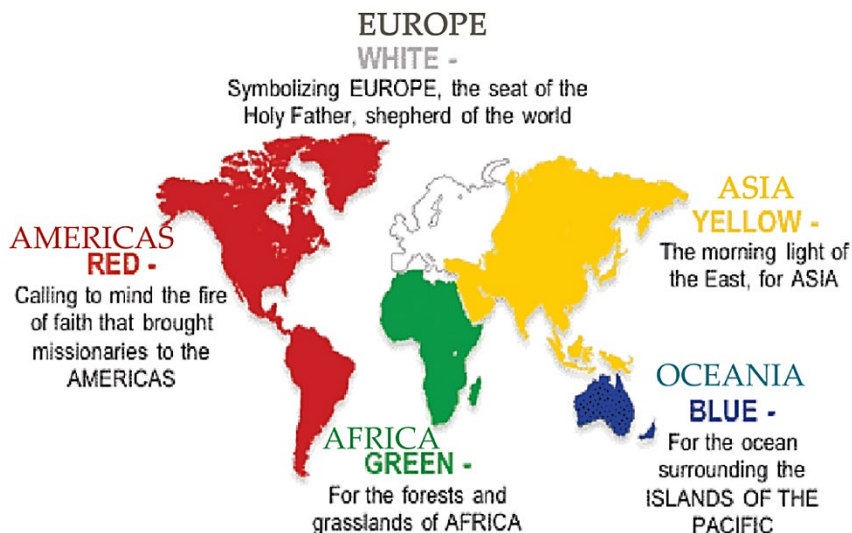 EUROPE
WHITE -
Symbolizing EUROPE, the seat of the
Holy Father, shepherd of the world
AMERICAS
RED -
Calling to mind the fire
of faith that brought
missionaries to the
AMERICAS
ASIA
YELLOW -
The morning light of
the East, for ASIA
AFRICA
GREEN -
For the forests and
grasslands of AFRICA
OCEANIA
BLUE -
For the ocean
surrounding the
ISLANDS OF THE
PACIFIC